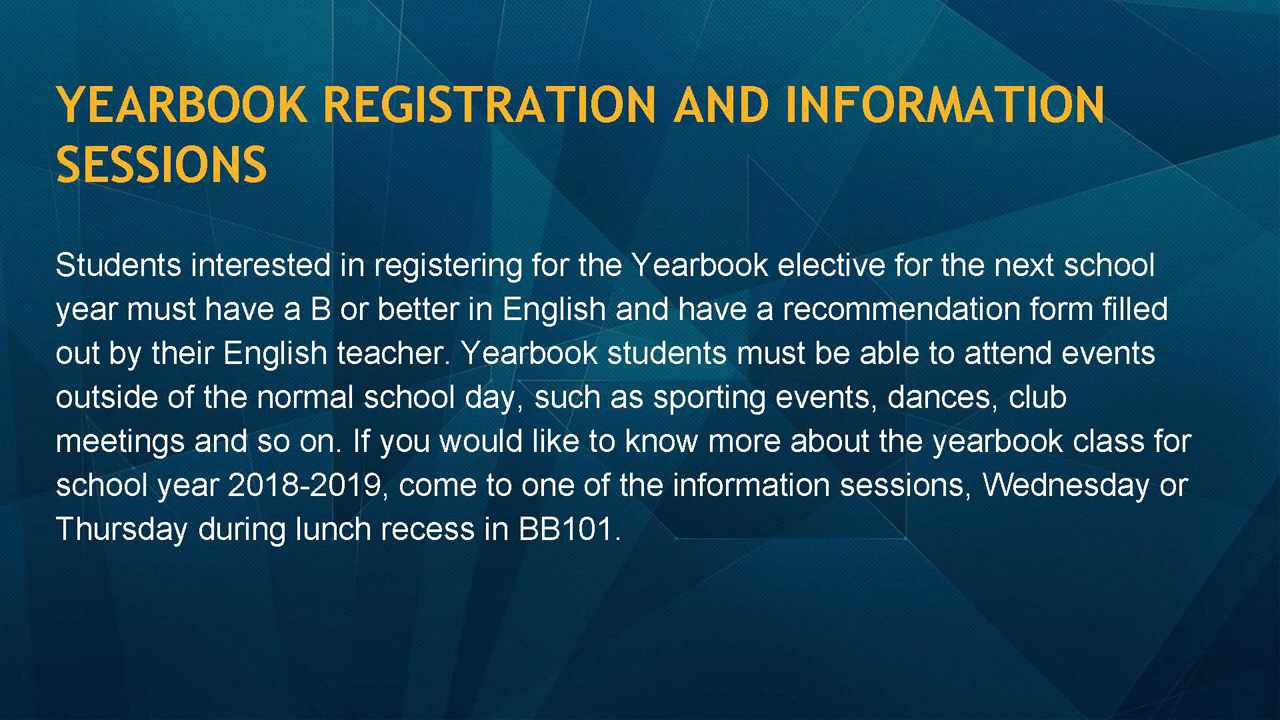 YEARBOOK REGISTRATION AND INFORMATION
SESSIONS
Students interested in registering for the Yearbook elective for the next school
year must have a B or better in English and have a recommendation form filled
out by their English teacher. Yearbook students must be able to attend events
outside of the normal school day, such as sporting events, dances, club
meetings and so on. If you would like to know more about the yearbook class for
school year 2018-2019, come to one of the information sessions, Wednesday or
Thursday during lunch recess in BB101.